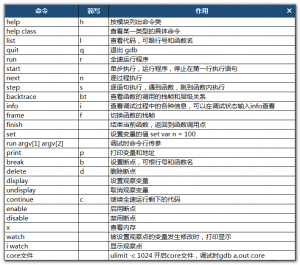 命令 简写 作用
help h 按模块列出命令类
help class 查看某一类型的具体命令
list l 查看代码，可跟行号和函数名
quit q 退出 gdb
run r 全速运行程序
start 单步执行，运行程序，停止在第一行执行语句
next n 逐过程执行
step s 逐语句执行，遇到函数，跳到函数内执行
backtrace bt 查看函数的调用的栈帧和层级关系
info i 查看调试过程中的各种信息，可以在调试状态输入info查看
frame f 切换函数的栈帧
finish 结束当前函数，返回到函数调用点
set 设置变量的值 set var n = 100
run argv[1] argv[2] 调试时命令行传参
print p 打印变量和地址
break b 设置断点，可根行号和函数名
delete d 删除断点
display 设置观察变量
undisplay 取消观察变量
continue c 继续全速运行剩下的代码
enable 启用断点
disable 禁用断点
x 查看内存
watch 被设置观察点的变量发生修改时，打印显示
i watch 显示观察点
core文件 ulimit -c 1024 开启core文件，调试时gdb a.out core